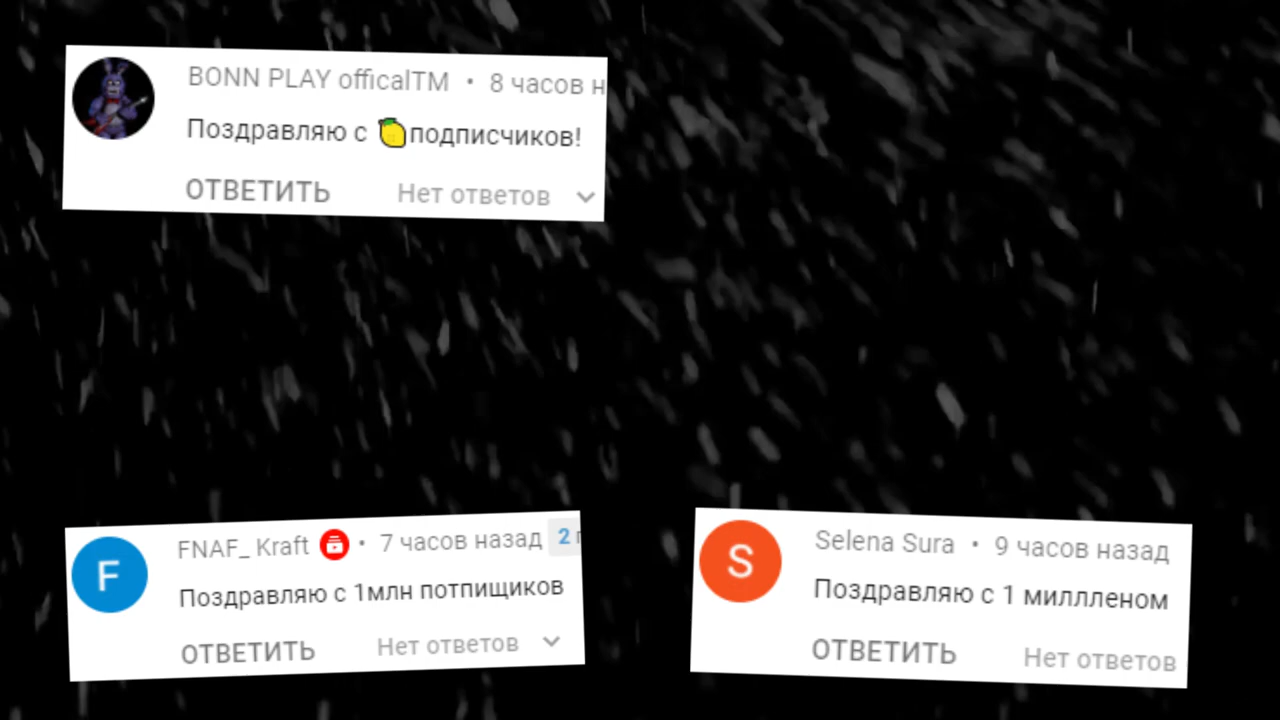 BONN PLAY officalTM • 8 часов н
Поздравляю с 🍋подписчиков!
ОТВЕТИТЬ Нет ответов
F
FNAF_ Kraft • 7 часов назад 2
Поздравляю с 1млн потпищиков
ОТВЕТИТЬ Нет ответов
S
Selena Sura • 9 часов назад
Поздравляю с 1 миллленом
ОТВЕТИТЬ Нет ответов